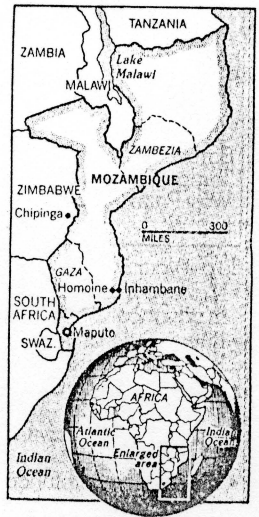 TANZANIA
ZAMBIA
Lake
Malawi
MALAWI
ZAMBEZIA
MOZAMBIQUE
ZIMBABWE
Chipinga
0 300
MILES
GAZA
Homoine Inhambane
SOUTH
AFRICA
Maputo
SWAZ.
AFRICA
Atlantic
Ocean
Indian
Ocean
Enlarged
area
Indian
Ocean